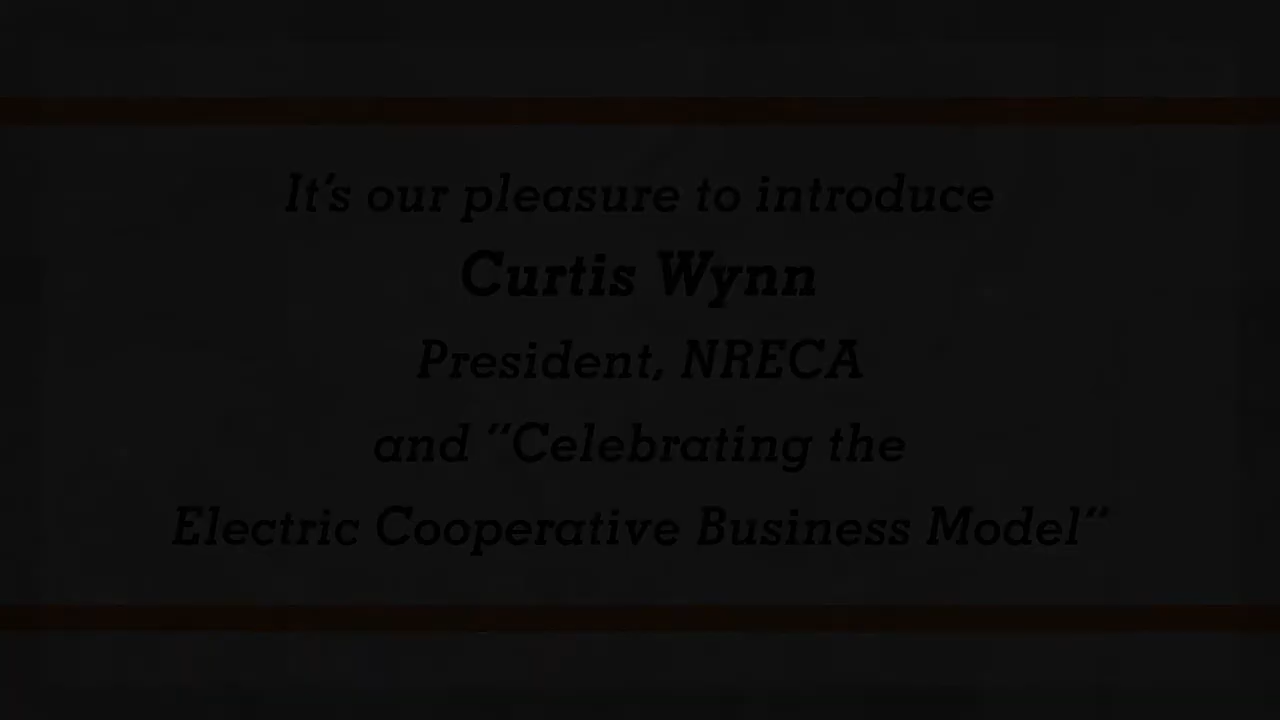 It's our pleasure to introduce
Curtis Wynn
President, NRECA
and "Celebrating the
Electric Cooperative Business Model"